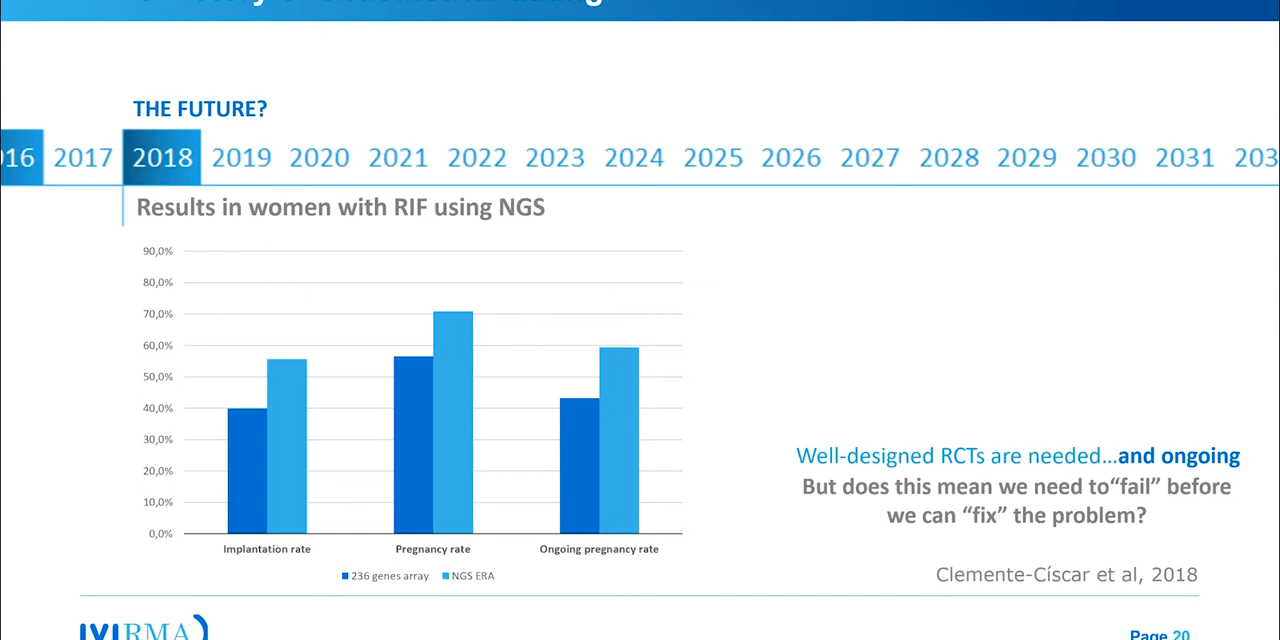 THE FUTURE?
16 2017 2018 2019 2020 2021 2022 2023 2024 2025 2026 2027 2028 2029 2030 2031 203
Results in women with RIF using NGS
90,0%
80,0%
70,0%
60,0%
50,0%
40,0%
30,0%
20,0%
10,0%
0,0%
Implantation rate Pregnancy rate Ongoing pregnancy rate
236 genes array NGS ERA
Well-designed RCTs are needed...and ongoing
But does this mean we need to“fail” before
we can “fix” the problem?
Clemente-Císcar et al, 2018
IVIRMA
Page 20